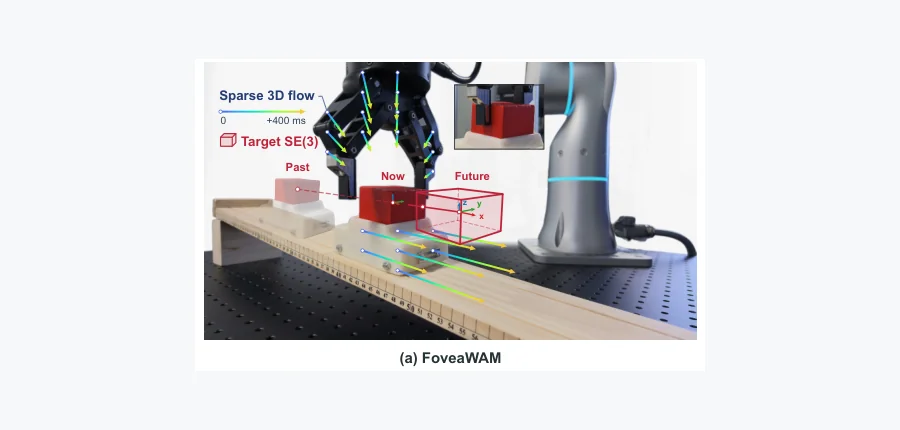 Sparse 3D flow
0 +400 ms
Target SE(3)
Past
Now
Future
z
y
x
(a) FoveaWAM